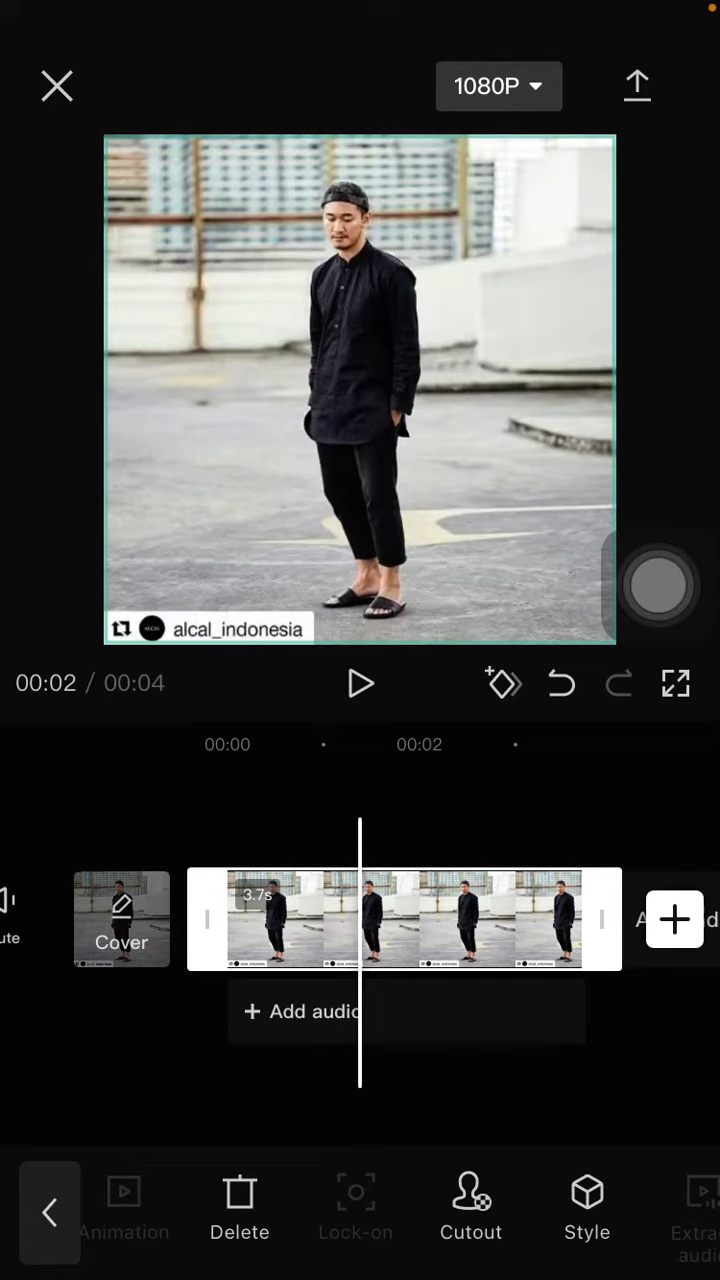 1080P
alcal_indonesia
00:02 / 00:04
00:00
00:02
3.7s
Cover
+ Add audio
Animation
Delete
Lock-on
Cutout
Style